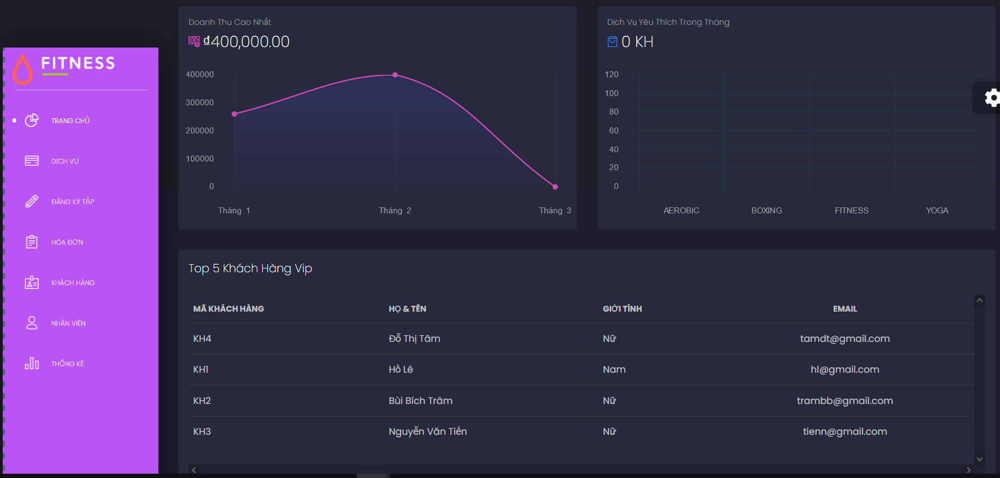 FITNESS
TRANG CHỦ
DỊCH VỤ
ĐĂNG KÝ TẬP
HÓA ĐƠN
KHÁCH HÀNG
NHÂN VIÊN
THỐNG KÊ
Doanh Thu Cao Nhất
₫400,000.00
400000
300000
200000
100000
0
Tháng 1 Tháng 2 Tháng 3
Dịch Vụ Yêu Thích Trong Tháng
0 KH
120
100
80
60
40
20
0
AEROBIC BOXING FITNESS YOGA
Top 5 Khách Hàng Vip
MÃ KHÁCH HÀNG HỌ & TÊN GIỚI TÍNH EMAIL
KH4 Đỗ Thị Tâm Nữ tamdt@gmail.com
KH1 Hồ Lê Nam hl@gmail.com
KH2 Bùi Bích Trâm Nữ trambb@gmail.com
KH3 Nguyễn Văn Tiến Nữ tienn@gmail.com